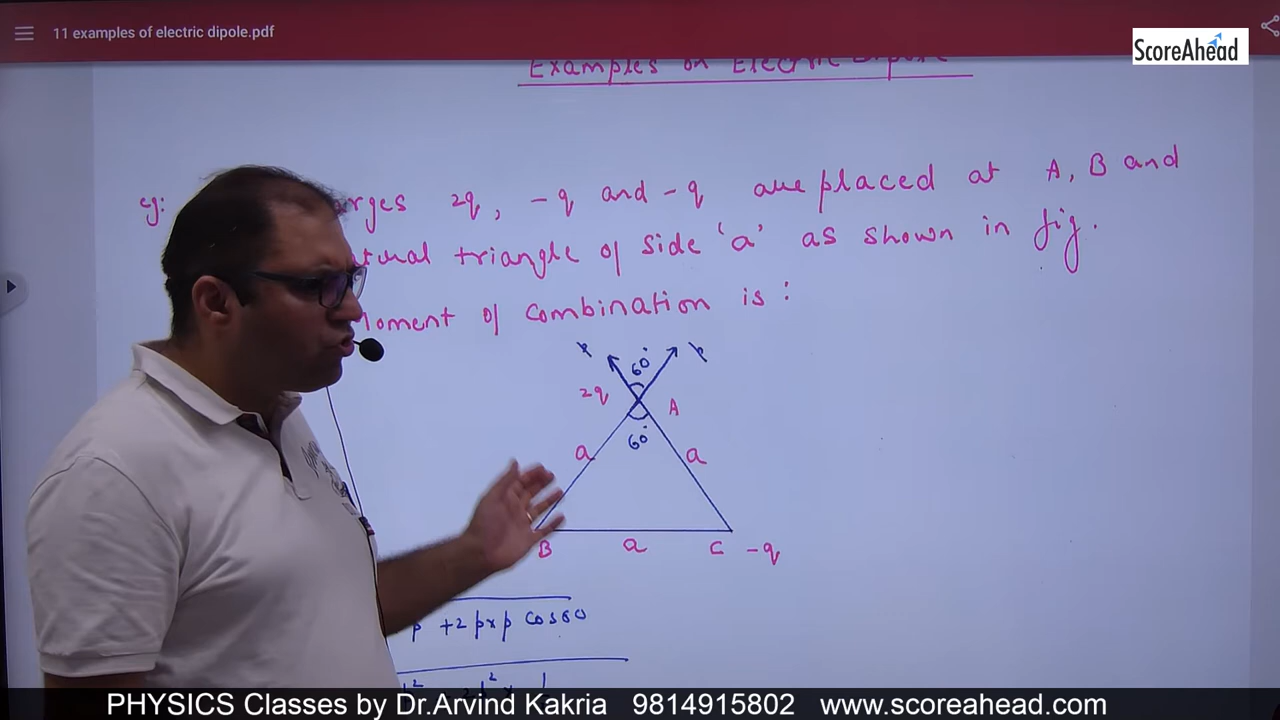 11 examples of electric dipole.pdf
ScoreAhead
Examples on Electric Dipole
eg: rges 2q, -q and -q are placed at A, B and
triangle of side 'a' as shown in fig.
Moment of combination is :
p 60° p
2q A
60°
a a
B a C -q
p +2 p×p cos60
PHYSICS Classes by Dr.Arvind Kakria 9814915802 www.scoreahead.com